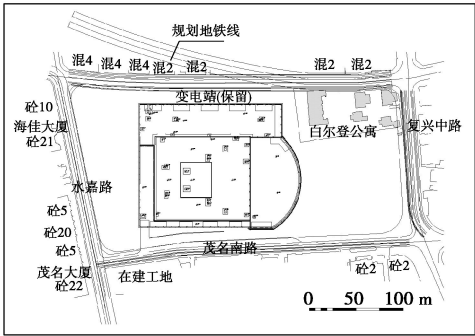 规划地铁线
混4 混4 混4 混2 混2 混2 混2
变电站(保留)
砼10
海佳大厦
砼21
白尔登公寓
复兴中路
水嘉路
砼5
砼20
砼5
茂名大厦
砼22
茂名南路
在建工地
砼2 砼2
0 50 100 m